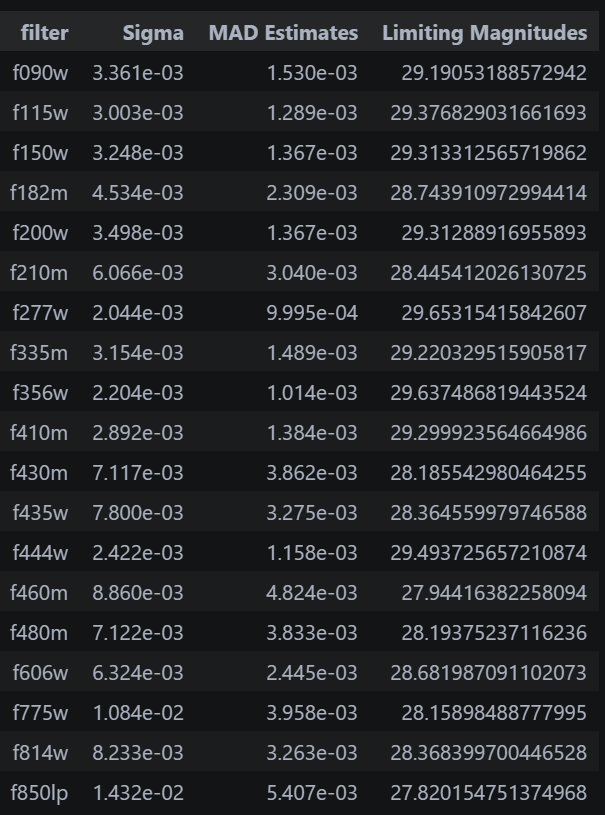 filter Sigma MAD Estimates Limiting Magnitudes
f090w 3.361e-03 1.530e-03 29.19053188572942
f115w 3.003e-03 1.289e-03 29.376829031661693
f150w 3.248e-03 1.367e-03 29.313312565719862
f182m 4.534e-03 2.309e-03 28.743910972994414
f200w 3.498e-03 1.367e-03 29.31288916955893
f210m 6.066e-03 3.040e-03 28.445412026130725
f277w 2.044e-03 9.995e-04 29.65315415842607
f335m 3.154e-03 1.489e-03 29.220329515905817
f356w 2.204e-03 1.014e-03 29.637486819443524
f410m 2.892e-03 1.384e-03 29.299923564664986
f430m 7.117e-03 3.862e-03 28.185542980464255
f435w 7.800e-03 3.275e-03 28.364559979746588
f444w 2.422e-03 1.158e-03 29.493725657210874
f460m 8.860e-03 4.824e-03 27.94416382258094
f480m 7.122e-03 3.833e-03 28.19375237116236
f606w 6.324e-03 2.445e-03 28.681987091102073
f775w 1.084e-02 3.958e-03 28.15898488777995
f814w 8.233e-03 3.263e-03 28.368399700446528
f850lp 1.432e-02 5.407e-03 27.820154751374968